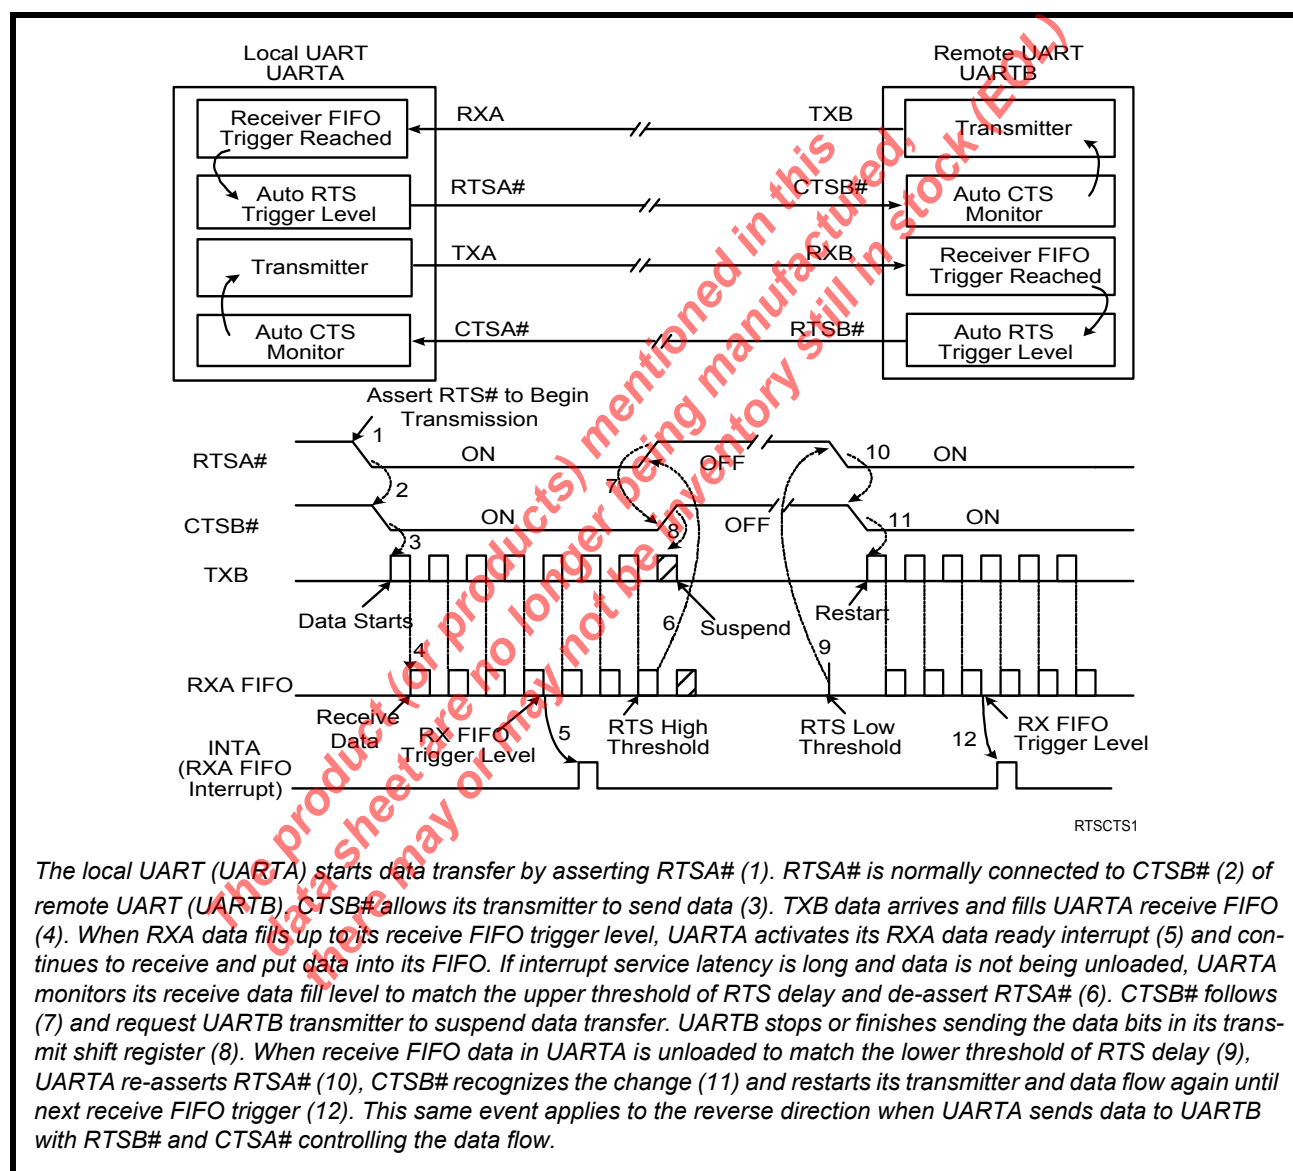 Local UART
UARTA
Remote UART
UARTB
Receiver FIFO
Trigger Reached
RXA
TXB
Transmitter
Auto RTS
Trigger Level
RTSA#
CTSB#
Auto CTS
Monitor
Transmitter
TXA
RXB
Receiver FIFO
Trigger Reached
Auto CTS
Monitor
CTSA#
RTSB#
Auto RTS
Trigger Level
Assert RTS# to Begin
Transmission
1
RTSA#
ON
OFF
10
ON
2
7
CTSB#
ON
8
OFF
11
ON
3
TXB
Data Starts
6
Suspend
Restart
4
9
RXA FIFO
Receive
Data
RX FIFO
Trigger Level
5
RTS High
Threshold
RTS Low
Threshold
12
RX FIFO
Trigger Level
INTA
(RXA FIFO
Interrupt)
RTSCTS1
The product (or products) mentioned in this
data sheet are no longer being manufactured,
there may or may not be inventory still in stock (EOL)
The local UART (UARTA) starts data transfer by asserting RTSA# (1). RTSA# is normally connected to CTSB# (2) of
remote UART (UARTB). CTSB# allows its transmitter to send data (3). TXB data arrives and fills UARTA receive FIFO
(4). When RXA data fills up to its receive FIFO trigger level, UARTA activates its RXA data ready interrupt (5) and con-
tinues to receive and put data into its FIFO. If interrupt service latency is long and data is not being unloaded, UARTA
monitors its receive data fill level to match the upper threshold of RTS delay and de-assert RTSA# (6). CTSB# follows
(7) and request UARTB transmitter to suspend data transfer. UARTB stops or finishes sending the data bits in its trans-
mit shift register (8). When receive FIFO data in UARTA is unloaded to match the lower threshold of RTS delay (9),
UARTA re-asserts RTSA# (10), CTSB# recognizes the change (11) and restarts its transmitter and data flow again until
next receive FIFO trigger (12). This same event applies to the reverse direction when UARTA sends data to UARTB
with RTSB# and CTSA# controlling the data flow.